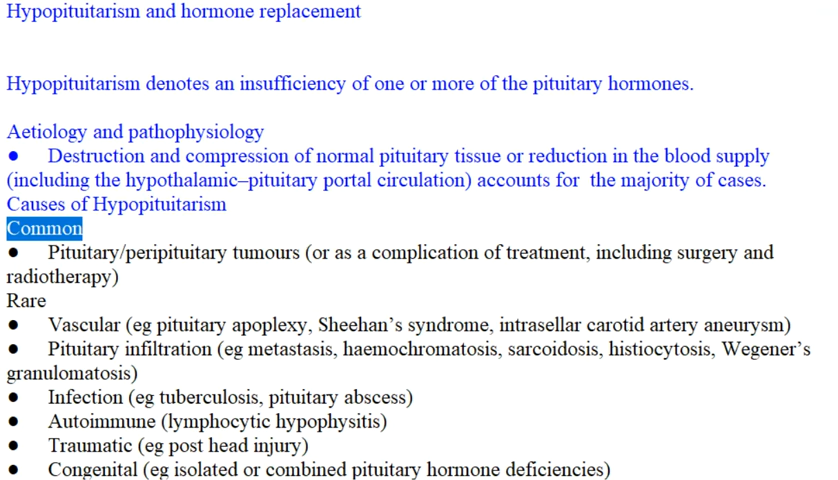 Hypopituitarism and hormone replacement
Hypopituitarism denotes an insufficiency of one or more of the pituitary hormones.
Aetiology and pathophysiology
● Destruction and compression of normal pituitary tissue or reduction in the blood supply
(including the hypothalamic–pituitary portal circulation) accounts for the majority of cases.
Causes of Hypopituitarism
Common
● Pituitary/peripituitary tumours (or as a complication of treatment, including surgery and
radiotherapy)
Rare
● Vascular (eg pituitary apoplexy, Sheehan’s syndrome, intrasellar carotid artery aneurysm)
● Pituitary infiltration (eg metastasis, haemochromatosis, sarcoidosis, histiocytosis, Wegener’s
granulomatosis)
● Infection (eg tuberculosis, pituitary abscess)
● Autoimmune (lymphocytic hypophysitis)
● Traumatic (eg post head injury)
● Congenital (eg isolated or combined pituitary hormone deficiencies)